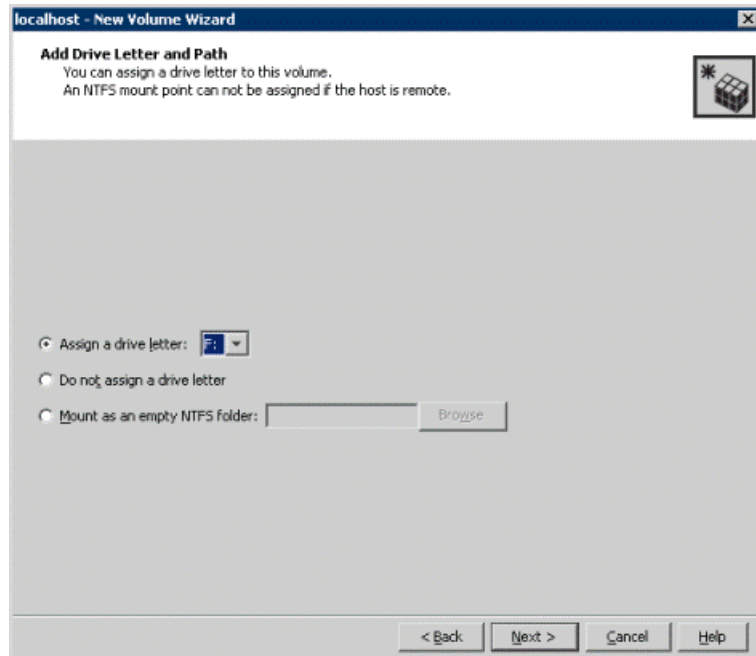 localhost - New Volume Wizard
Add Drive Letter and Path
You can assign a drive letter to this volume.
An NTFS mount point can not be assigned if the host is remote.
Assign a drive letter: F:
Do not assign a drive letter
Mount as an empty NTFS folder: Browse
< Back Next > Cancel Help